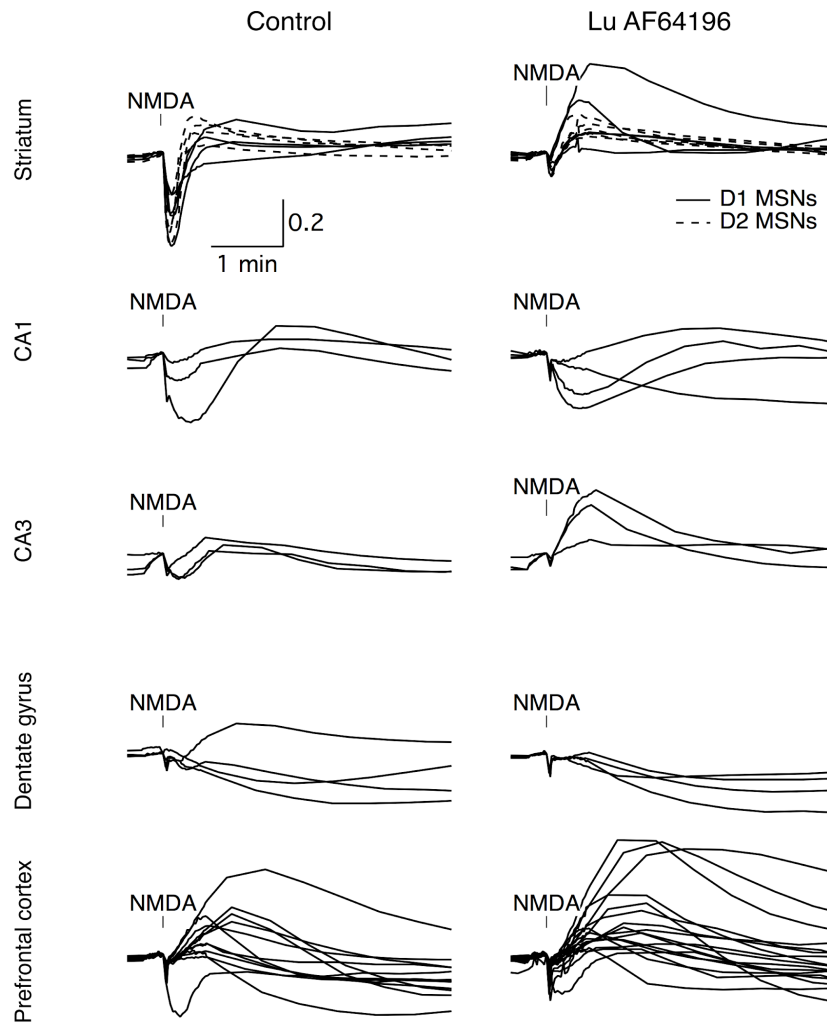 Control
Lu AF64196
Striatum
NMDA
NMDA
0.2
1 min
D1 MSNs
D2 MSNs
CA1
NMDA
NMDA
CA3
NMDA
NMDA
Dentate gyrus
NMDA
NMDA
Prefrontal cortex
NMDA
NMDA